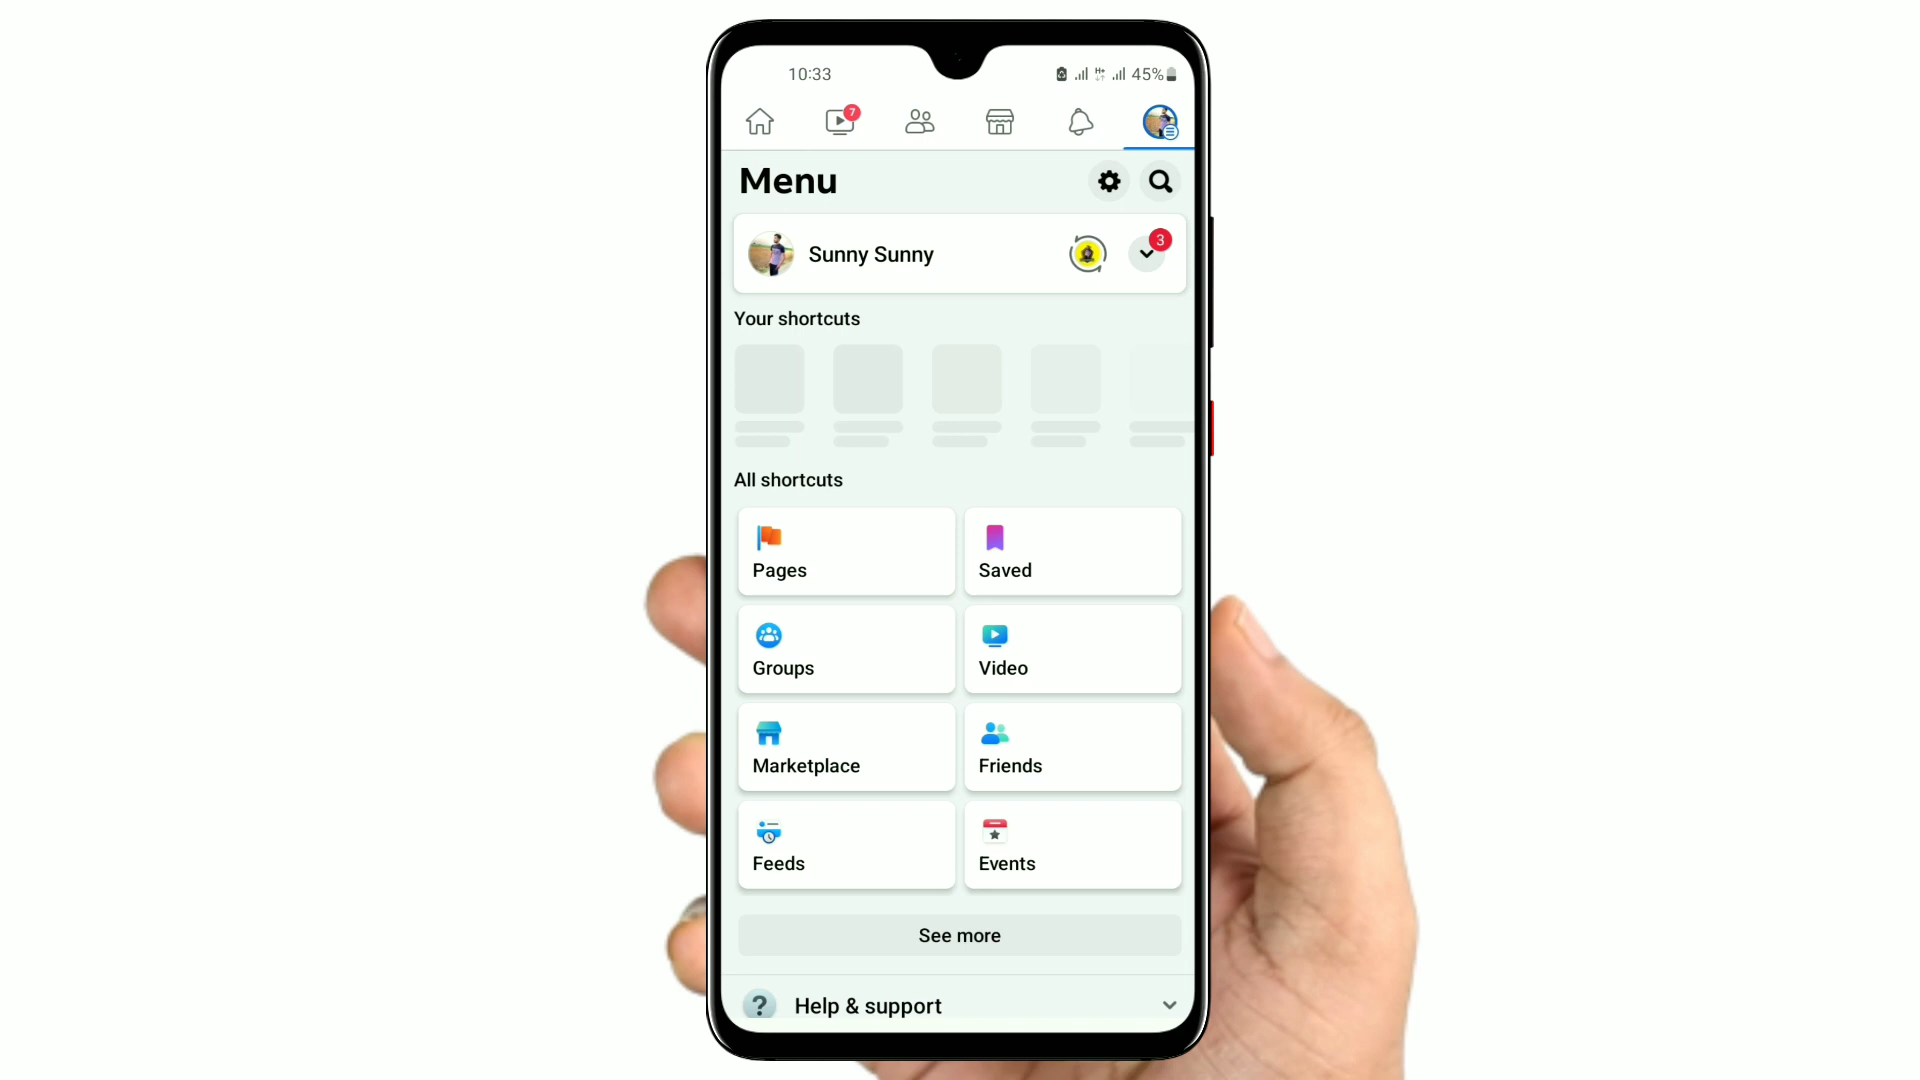 10:33
H+
45%
7
Menu
Sunny Sunny
3
Your shortcuts
All shortcuts
Pages
Saved
Groups
Video
Marketplace
Friends
Feeds
Events
See more
? Help & support